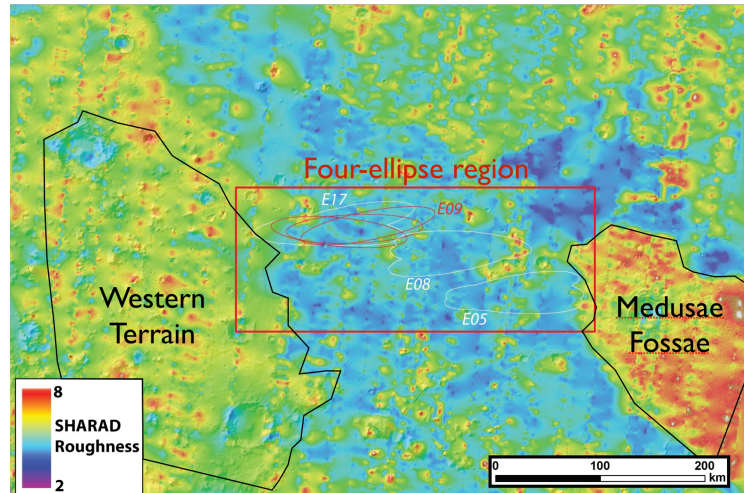 Four-ellipse region
E17
E09
E08
E05
Western
Terrain
Medusae
Fossae
8
SHARAD
Roughness
2
0 100 200
km